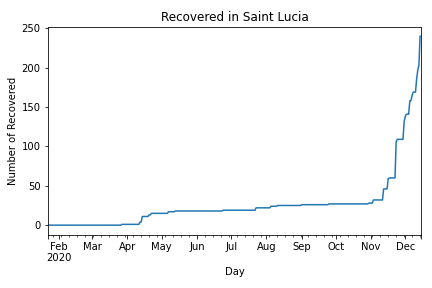 Recovered in Saint Lucia
Number of Recovered
250
200
150
100
50
0
Feb Mar Apr May Jun Jul Aug Sep Oct Nov Dec
2020
Day